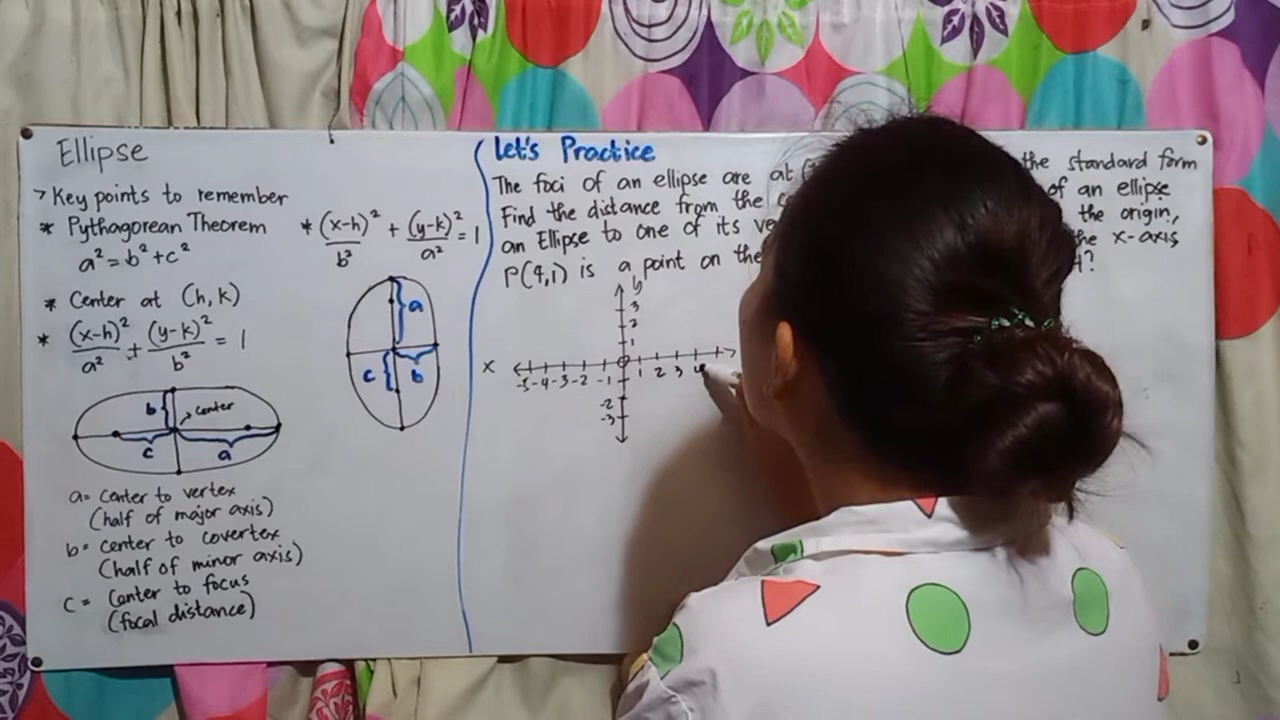 Ellipse
> Key points to remember
* Pythagorean Theorem
a² = b² + c²
* Center at (h, k)
* (x-h)²/a² + (y-k)²/b² = 1
b
center
c
a
a = center to vertex
(half of major axis)
b = center to covertex
(half of minor axis)
c = center to focus
(focal distance)
* (x-h)²/b² + (y-k)²/a² = 1
a
c
b
Let's Practice
The foci of an ellipse are at
Find the distance from the
an Ellipse to one of its
P(4,1) is a point on the
y
3
2
1
x
-5 -4 -3 -2 -1 1 2 3 4
-2
-3
the standard form
of an ellipse
the origin,
the x-axis